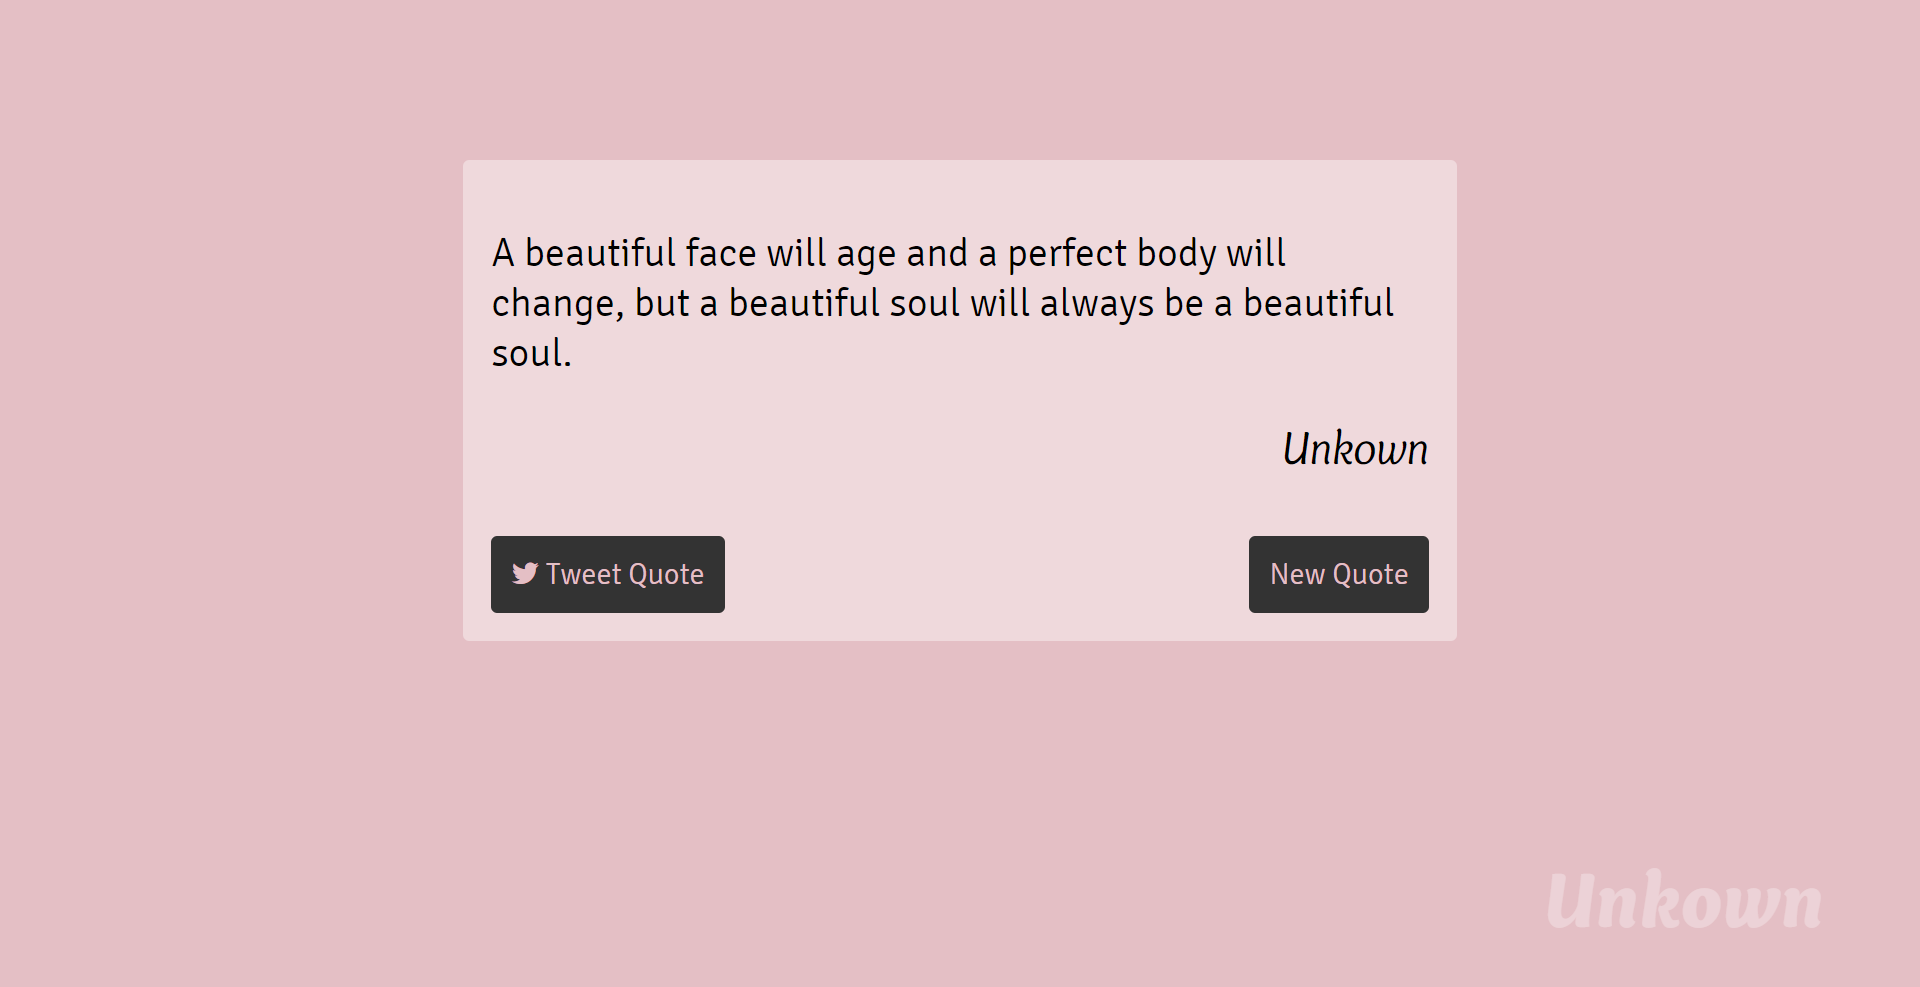 A beautiful face will age and a perfect body will
change, but a beautiful soul will always be a beautiful
soul.
Unkown
Tweet Quote
New Quote
Unkown